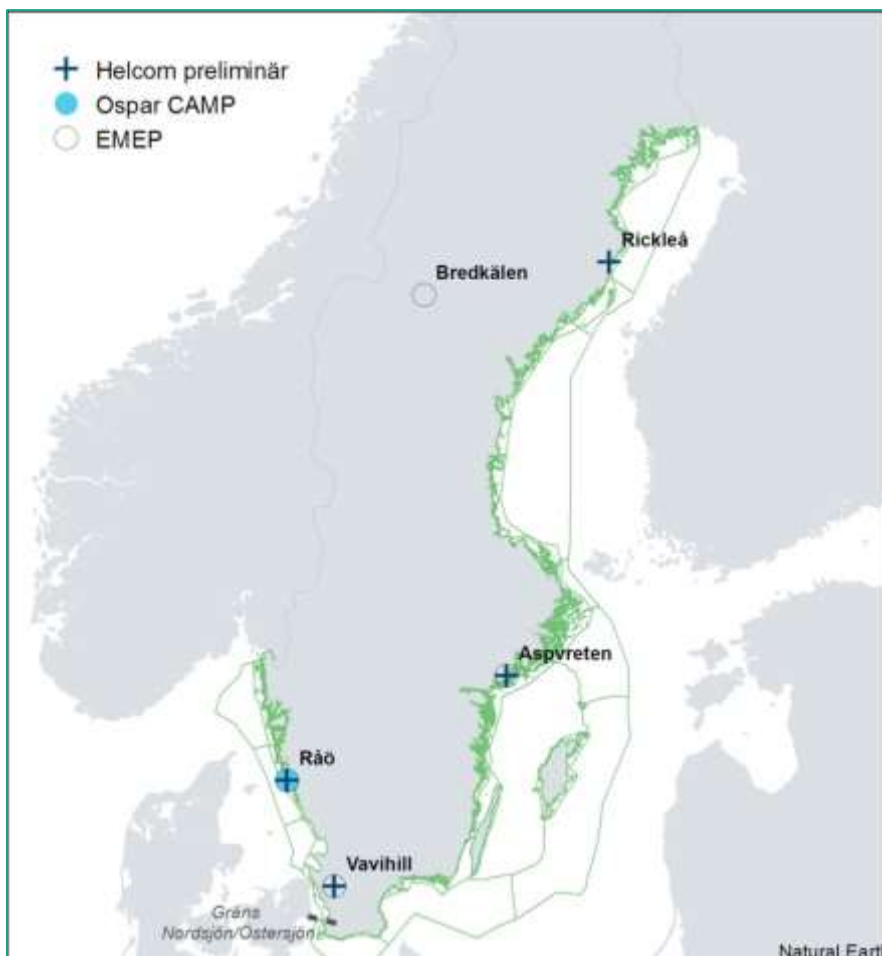 Helcom preliminär
Ospar CAMP
EMEP
Rickleå
Bredkälen
Aspvreten
Råö
Vavihill
Gräns
Nordsjön/Östersjön
Natural Earth